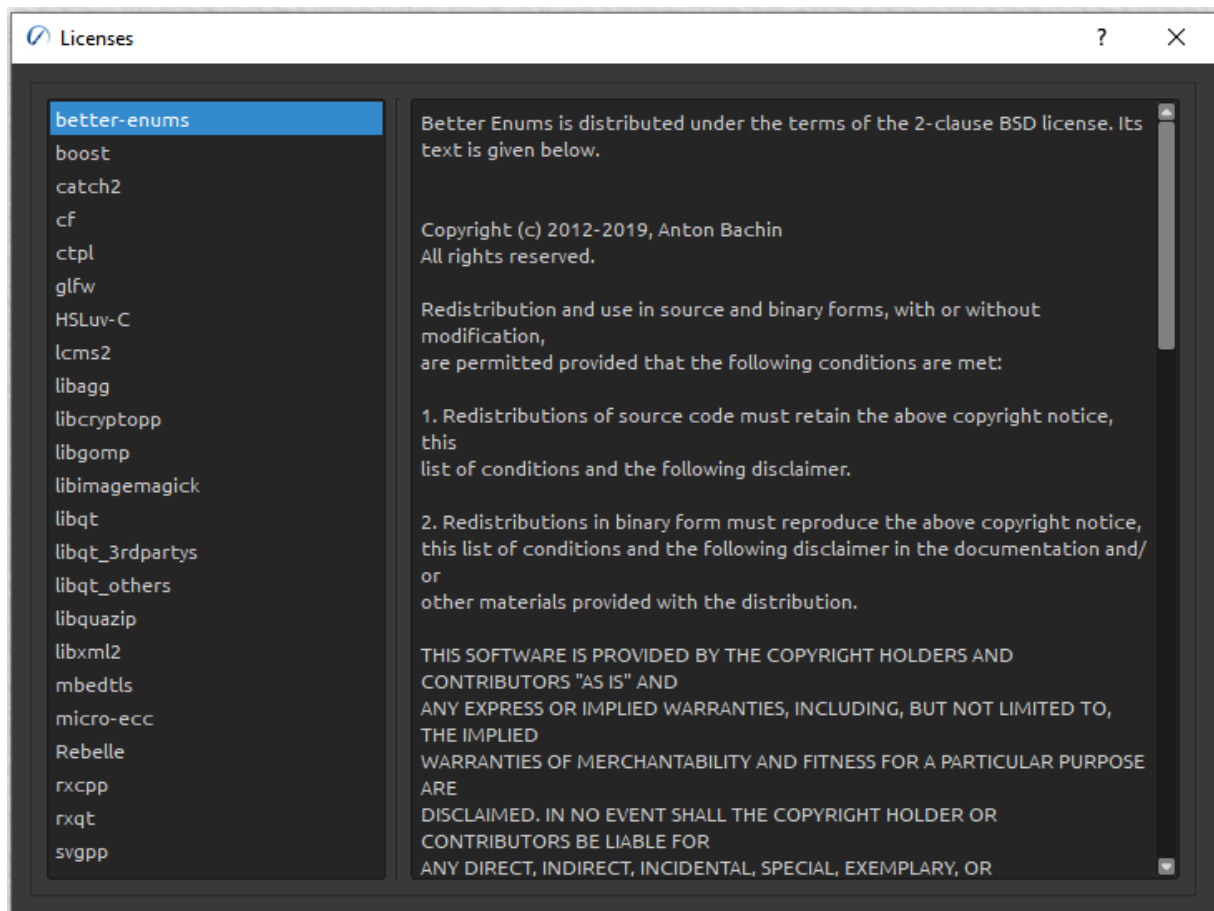 Licenses
?
better-enums
boost
catch2
cf
ctpl
glfw
HSLuv-C
lcms2
libagg
libcryptopp
libgomp
libimagemagick
libqt
libqt_3rdpartys
libqt_others
libquazip
libxml2
mbedtls
micro-ecc
Rebelle
rxcpp
rxqt
svgpp
Better Enums is distributed under the terms of the 2-clause BSD license. Its
text is given below.
Copyright (c) 2012-2019, Anton Bachin
All rights reserved.
Redistribution and use in source and binary forms, with or without
modification,
are permitted provided that the following conditions are met:
1. Redistributions of source code must retain the above copyright notice,
this
list of conditions and the following disclaimer.
2. Redistributions in binary form must reproduce the above copyright notice,
this list of conditions and the following disclaimer in the documentation and/
or
other materials provided with the distribution.
THIS SOFTWARE IS PROVIDED BY THE COPYRIGHT HOLDERS AND
CONTRIBUTORS "AS IS" AND
ANY EXPRESS OR IMPLIED WARRANTIES, INCLUDING, BUT NOT LIMITED TO,
THE IMPLIED
WARRANTIES OF MERCHANTABILITY AND FITNESS FOR A PARTICULAR PURPOSE
ARE
DISCLAIMED. IN NO EVENT SHALL THE COPYRIGHT HOLDER OR
CONTRIBUTORS BE LIABLE FOR
ANY DIRECT, INDIRECT, INCIDENTAL, SPECIAL, EXEMPLARY, OR